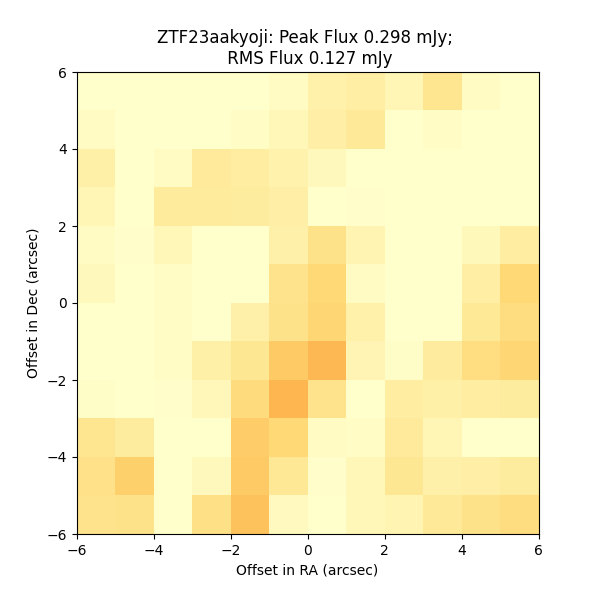 ZTF23aakyoji: Peak Flux 0.298 mJy;
RMS Flux 0.127 mJy
6
4
2
0
−2
−4
−6
Offset in Dec (arcsec)
−6 −4 −2 0 2 4 6
Offset in RA (arcsec)